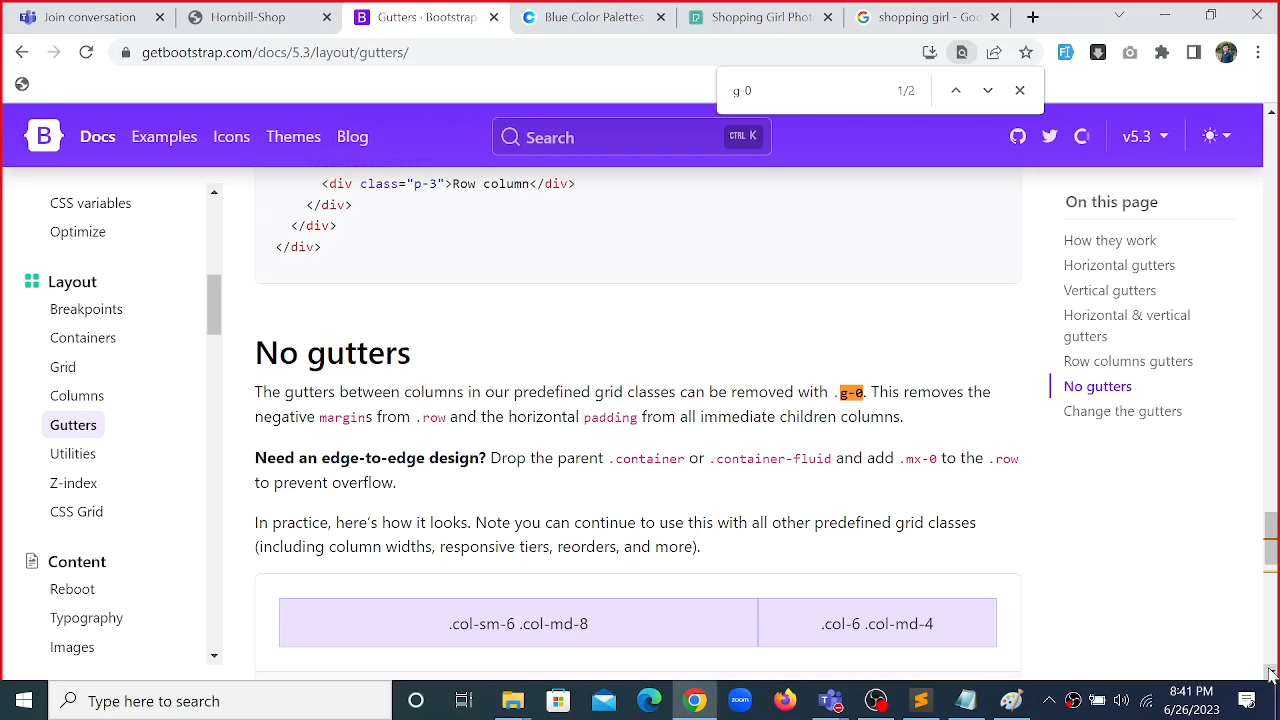 Join conversation
Hornbill-Shop
Gutters · Bootstrap
Blue Color Palettes
Shopping Girl Phot
shopping girl - Goo
getbootstrap.com/docs/5.3/layout/gutters/
g-0
1/2
B
Docs
Examples
Icons
Themes
Blog
Search
CTRL K
v5.3
CSS variables
Optimize
Layout
Breakpoints
Containers
Grid
Columns
Gutters
Utilities
Z-index
CSS Grid
Content
Reboot
Typography
Images
<div class="p-3">Row column</div>
</div>
</div>
</div>
No gutters
The gutters between columns in our predefined grid classes can be removed with .g-0. This removes the
negative margins from .row and the horizontal padding from all immediate children columns.
Need an edge-to-edge design? Drop the parent .container or .container-fluid and add .mx-0 to the .row
to prevent overflow.
In practice, here's how it looks. Note you can continue to use this with all other predefined grid classes
(including column widths, responsive tiers, reorders, and more).
.col-sm-6 .col-md-8
.col-6 .col-md-4
On this page
How they work
Horizontal gutters
Vertical gutters
Horizontal & vertical
gutters
Row columns gutters
No gutters
Change the gutters
Type here to search
zoom
8:41 PM
6/26/2023